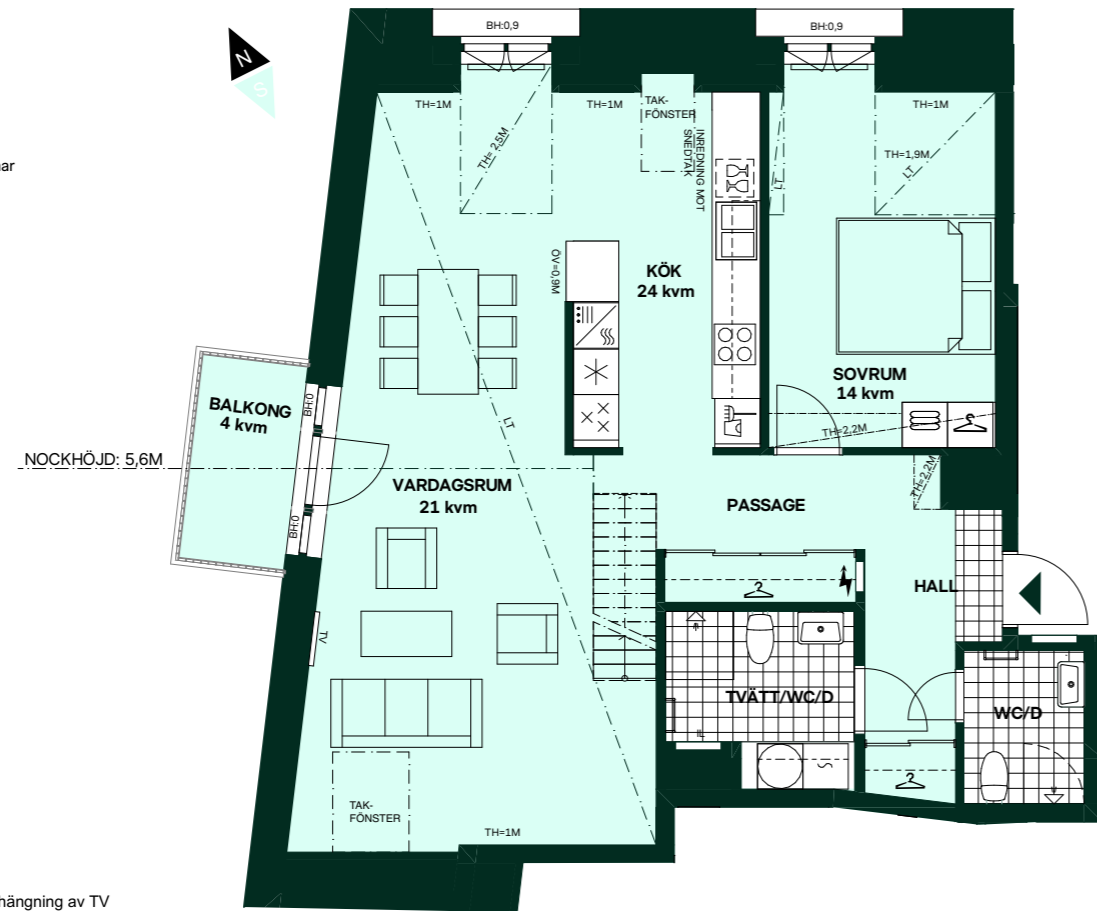 BH:0,9
BH:0,9
N
S
TH=1M
TH=1M
TAK-
FÖNSTER
TH=1M
ar
TH= 2,5M
INREDNING MOT
SNEDTAK
TH=1,9M
LT
LT
ÖV=0,9M
KÖK
24 kvm
SOVRUM
14 kvm
BALKONG
4 kvm
BH:0
LT
TH=2,2M
NOCKHÖJD: 5,6M
TH=2,2M
VARDAGSRUM
21 kvm
PASSAGE
BH:0
HALL
TV
TVÄTT/WC/D
WC/D
TAK-
FÖNSTER
TH=1M
hängning av TV